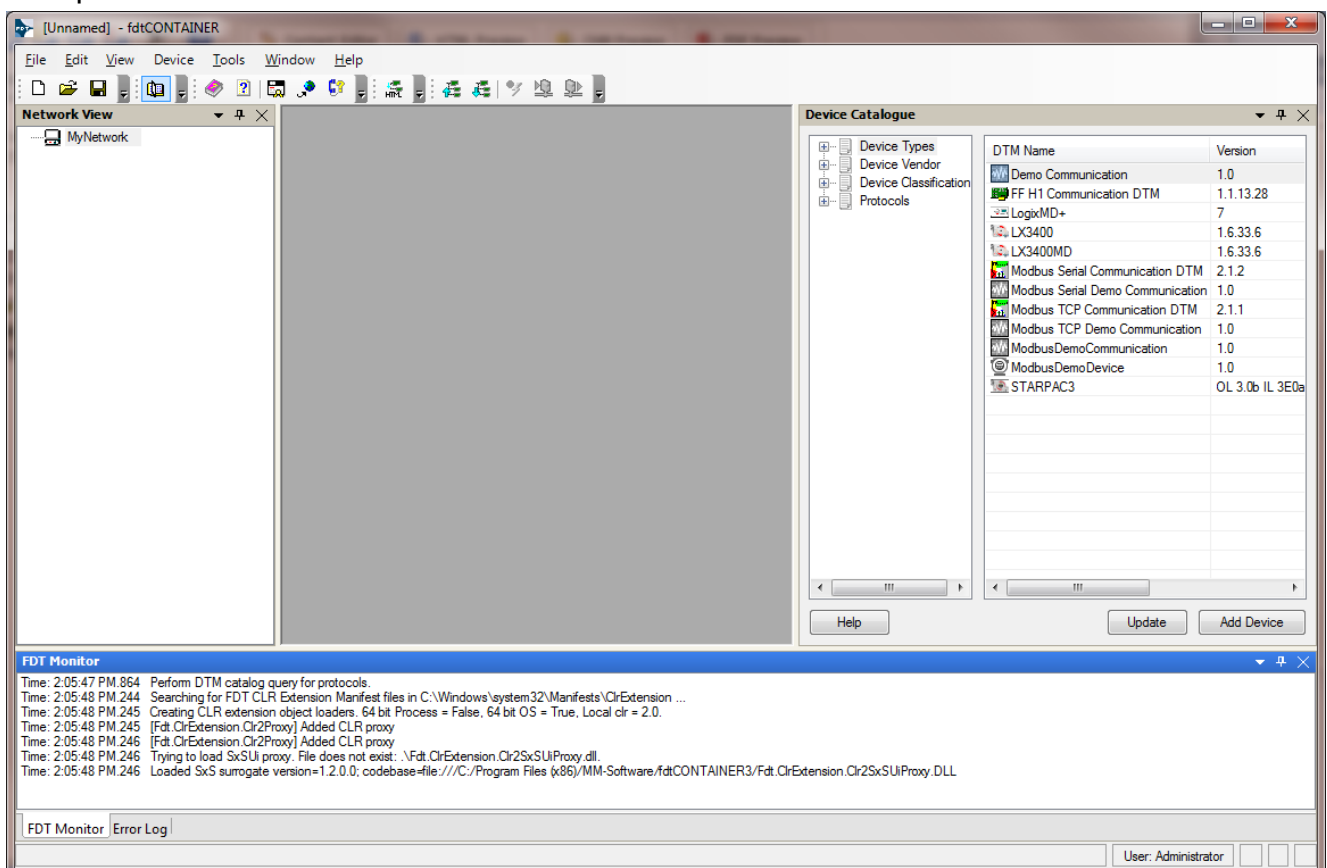 [Unnamed] - fdtCONTAINER
File Edit View Device Tools Window Help
Network View
MyNetwork
Device Catalogue
Device Types
Device Vendor
Device Classification
Protocols
DTM Name Version
Demo Communication 1.0
FF H1 Communication DTM 1.1.13.28
LogixMD+ 7
LX3400 1.6.33.6
LX3400MD 1.6.33.6
Modbus Serial Communication DTM 2.1.2
Modbus Serial Demo Communication 1.0
Modbus TCP Communication DTM 2.1.1
Modbus TCP Demo Communication 1.0
ModbusDemoCommunication 1.0
ModbusDemoDevice 1.0
STARPAC3 OL 3.0b IL 3E0a
Help Update Add Device
FDT Monitor
Time: 2:05:47 PM.864 Perform DTM catalog query for protocols.
Time: 2:05:48 PM.244 Searching for FDT CLR Extension Manifest files in C:\Windows\system32\Manifests\ClrExtension ...
Time: 2:05:48 PM.245 Creating CLR extension object loaders. 64 bit Process = False, 64 bit OS = True, Local clr = 2.0.
Time: 2:05:48 PM.245 [Fdt.ClrExtension.Clr2Proxy] Added CLR proxy
Time: 2:05:48 PM.246 [Fdt.ClrExtension.Clr2Proxy] Added CLR proxy
Time: 2:05:48 PM.246 Trying to load SxSUi proxy. File does not exist: .\Fdt.ClrExtension.Clr2SxSUiProxy.dll.
Time: 2:05:48 PM.246 Loaded SxS surrogate version=1.2.0.0; codebase=file:///C:/Program Files (x86)/MM-Software/fdtCONTAINER3/Fdt.ClrExtension.Clr2SxSUiProxy.DLL
FDT Monitor Error Log
User: Administrator